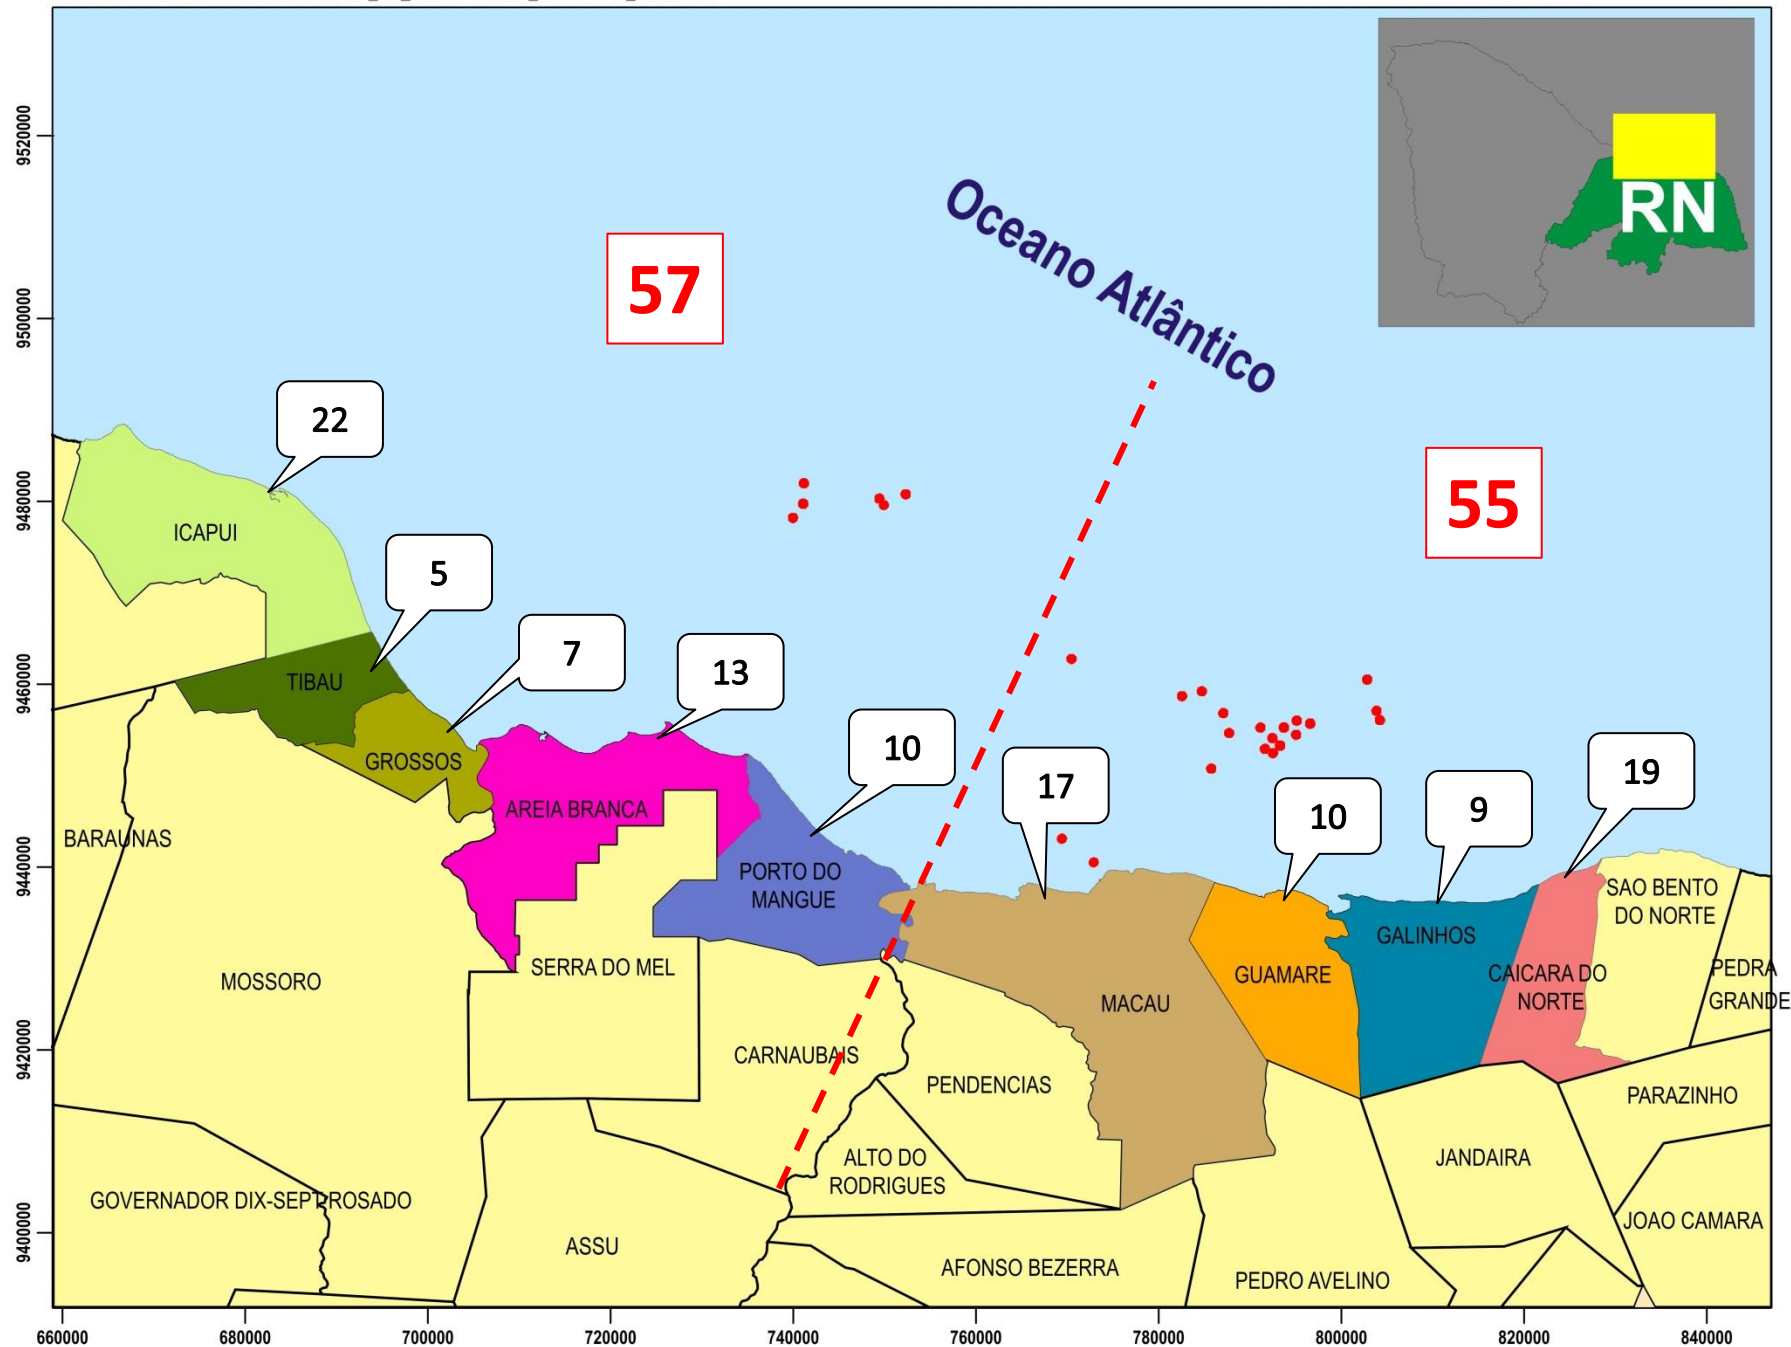 9520000
9500000
9480000
9460000
9440000
9420000
9400000
RN
Oceano Atlântico
57
55
22
5
7
13
10
17
10
9
19
ICAPUI
TIBAU
GROSSOS
AREIA BRANCA
PORTO DO
MANGUE
BARAUNAS
MOSSORO
SERRA DO MEL
CARNAUBAIS
PENDENCIAS
MACAU
GUAMARE
GALINHOS
CAICARA DO
NORTE
SAO BENTO
DO NORTE
PEDRA
GRANDE
PARAZINHO
JANDAIRA
JOAO CAMARA
ALTO DO
RODRIGUES
GOVERNADOR DIX-SEPT ROSADO
ASSU
AFONSO BEZERRA
PEDRO AVELINO
660000
680000
700000
720000
740000
760000
780000
800000
820000
840000